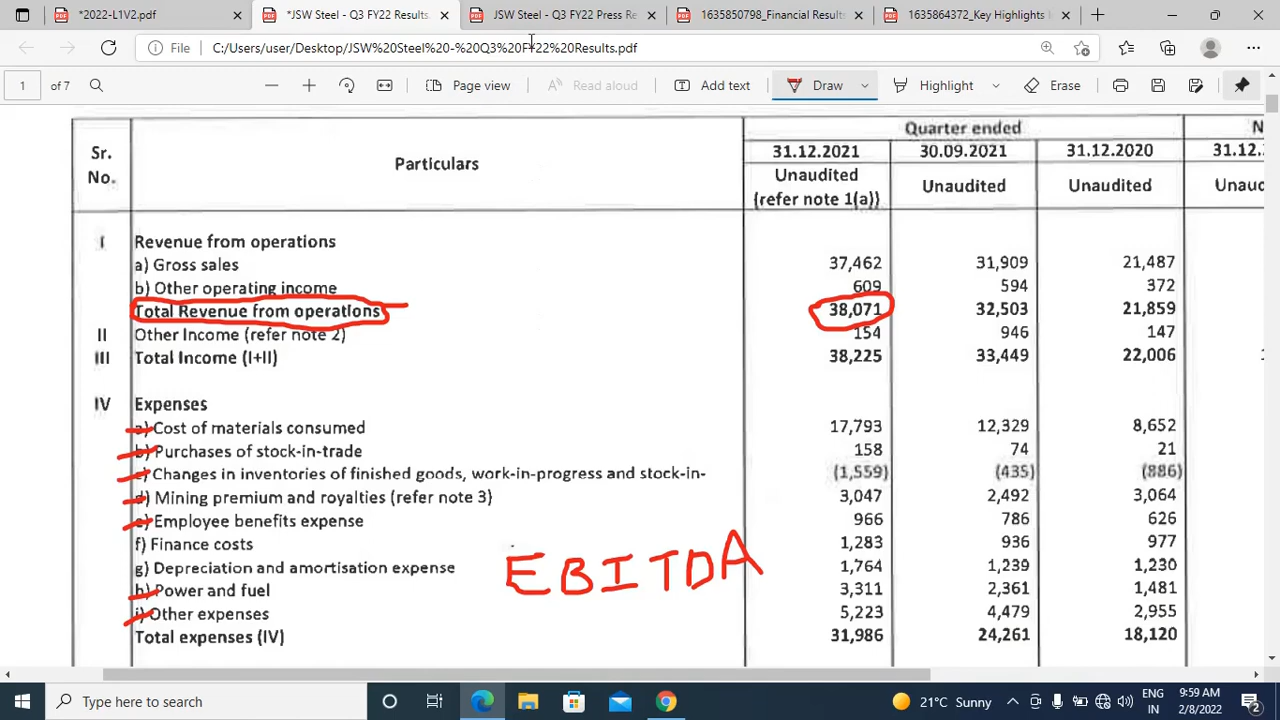 *2022-L1V2.pdf
*JSW Steel - Q3 FY22 Results.
JSW Steel - Q3 FY22 Press Re
1635850798_Financial Results
1635864372_Key Highlights
File
C:/Users/user/Desktop/JSW%20Steel%20-%20Q3%20FY22%20Results.pdf
1 of 7
Page view
Read aloud
Add text
Draw
Highlight
Erase
Sr. No.
Particulars
Quarter ended
N
31.12.2021 30.09.2021 31.12.2020 31.12.
Unaudited (refer note 1(a)) Unaudited Unaudited Unaud
I Revenue from operations
a) Gross sales 37,462 31,909 21,487
b) Other operating income 609 594 372
Total Revenue from operations 38,071 32,503 21,859
II Other Income (refer note 2) 154 946 147
III Total Income (I+II) 38,225 33,449 22,006
IV Expenses
a) Cost of materials consumed 17,793 12,329 8,652
b) Purchases of stock-in-trade 158 74 21
c) Changes in inventories of finished goods, work-in-progress and stock-in- (1,559) (435) (886)
d) Mining premium and royalties (refer note 3) 3,047 2,492 3,064
e) Employee benefits expense 966 786 626
f) Finance costs 1,283 936 977
g) Depreciation and amortisation expense 1,764 1,239 1,230
EBITDA
h) Power and fuel 3,311 2,361 1,481
i) Other expenses 5,223 4,479 2,955
Total expenses (IV) 31,986 24,261 18,120
Type here to search
21°C Sunny
ENG
IN
9:59 AM
2/8/2022
2